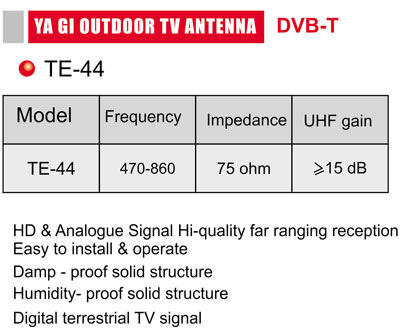 YA GI OUTDOOR TV ANTENNA DVB-T
TE-44
Model Frequency Impedance UHF gain
TE-44 470-860 75 ohm ⩾15 dB
HD & Analogue Signal Hi-quality far ranging reception
Easy to install & operate
Damp - proof solid structure
Humidity- proof solid structure
Digital terrestrial TV signal